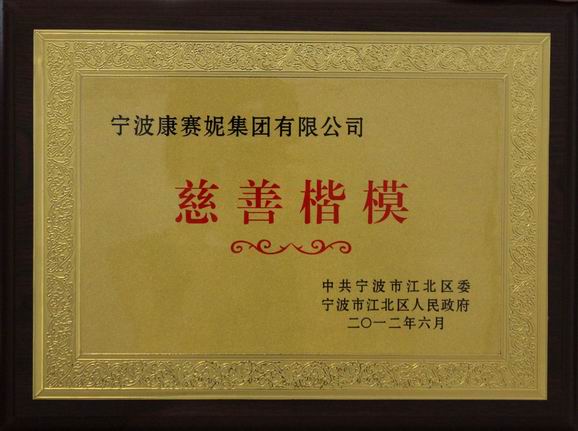 宁波康赛妮集团有限公司
慈善楷模
中共宁波市江北区委
宁波市江北区人民政府
二〇一二年六月